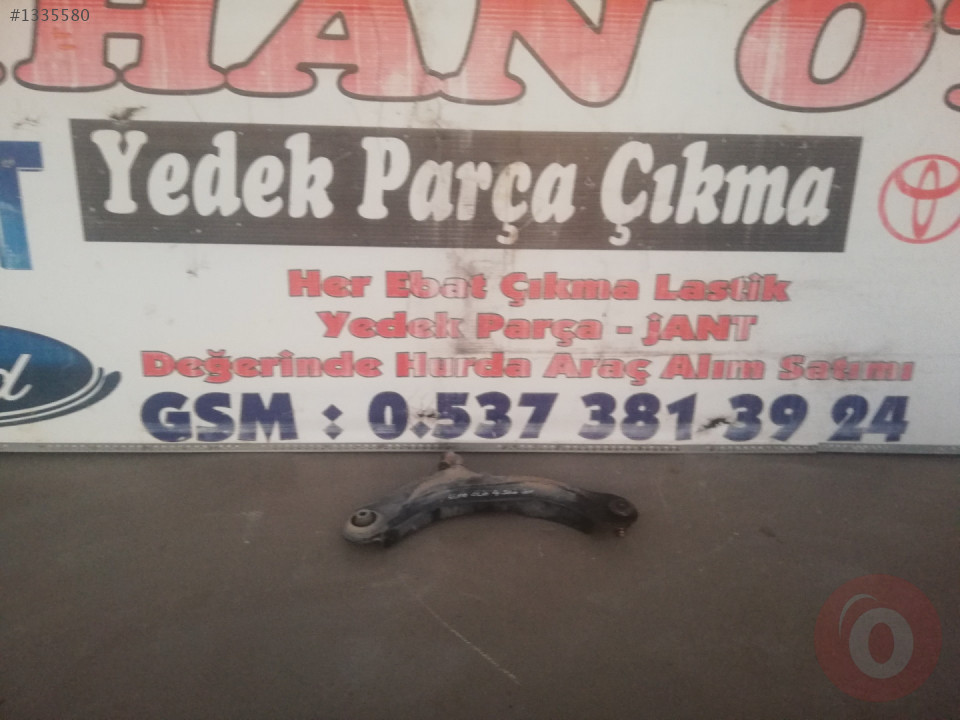 #1335580
HAN O
Yedek Parça Çıkma
Her Ebat Çıkma Lastik
Yedek Parça - jANT
Değerinde Hurda Araç Alım Satımı
GSM : 0.537 381 39 24